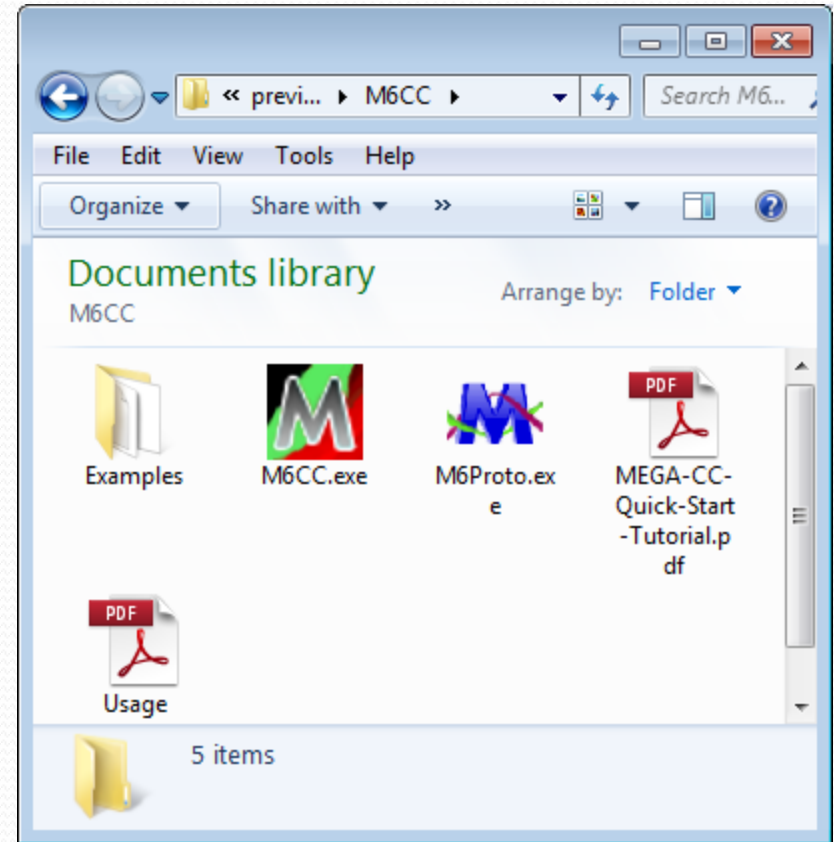 « previ... ▸ M6CC ▸
Search M6...
File Edit View Tools Help
Organize ▾ Share with ▾ »
Documents library
M6CC
Arrange by: Folder ▾
Examples
M6CC.exe
M6Proto.ex
e
PDF
MEGA-CC-
Quick-Start
-Tutorial.p
df
PDF
Usage
5 items